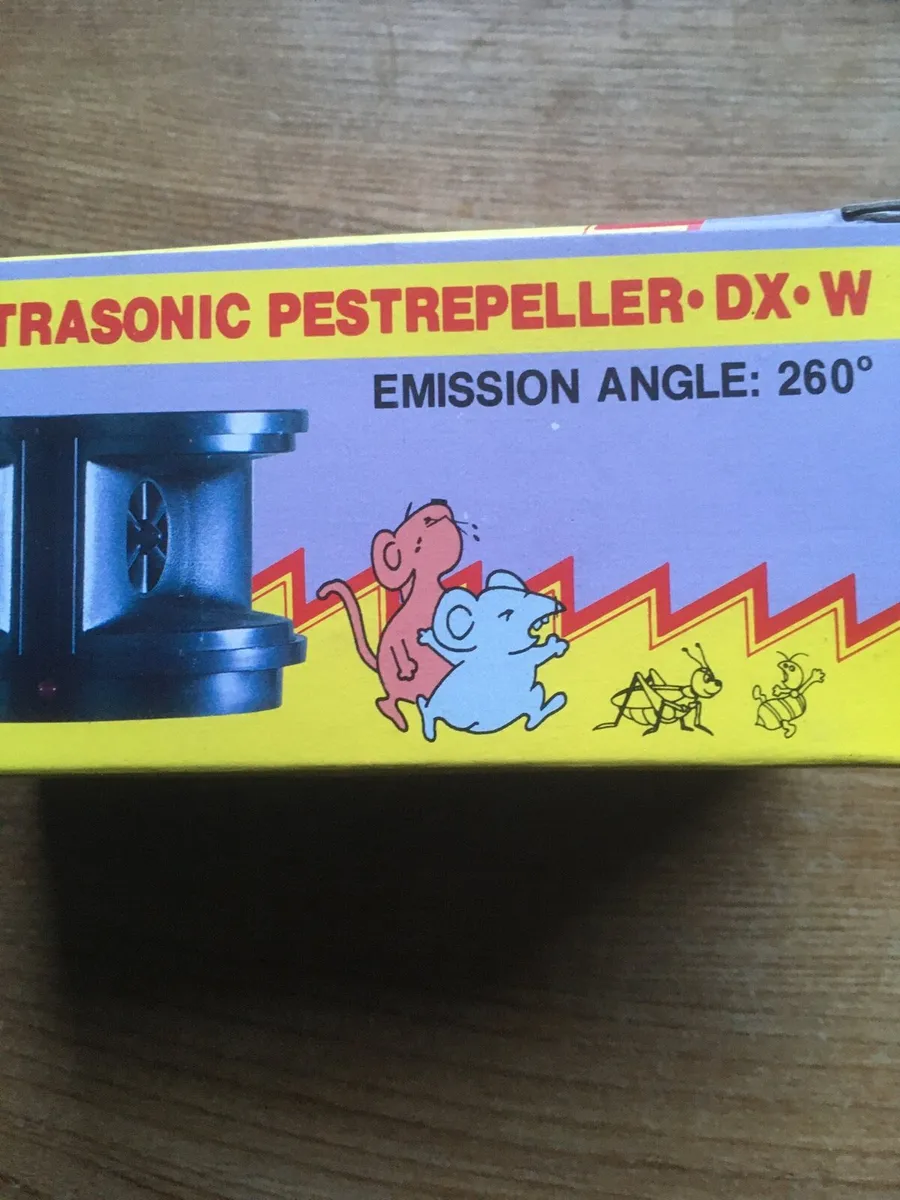 TRASONIC PESTREPELLER•DX•W
EMISSION ANGLE: 260°